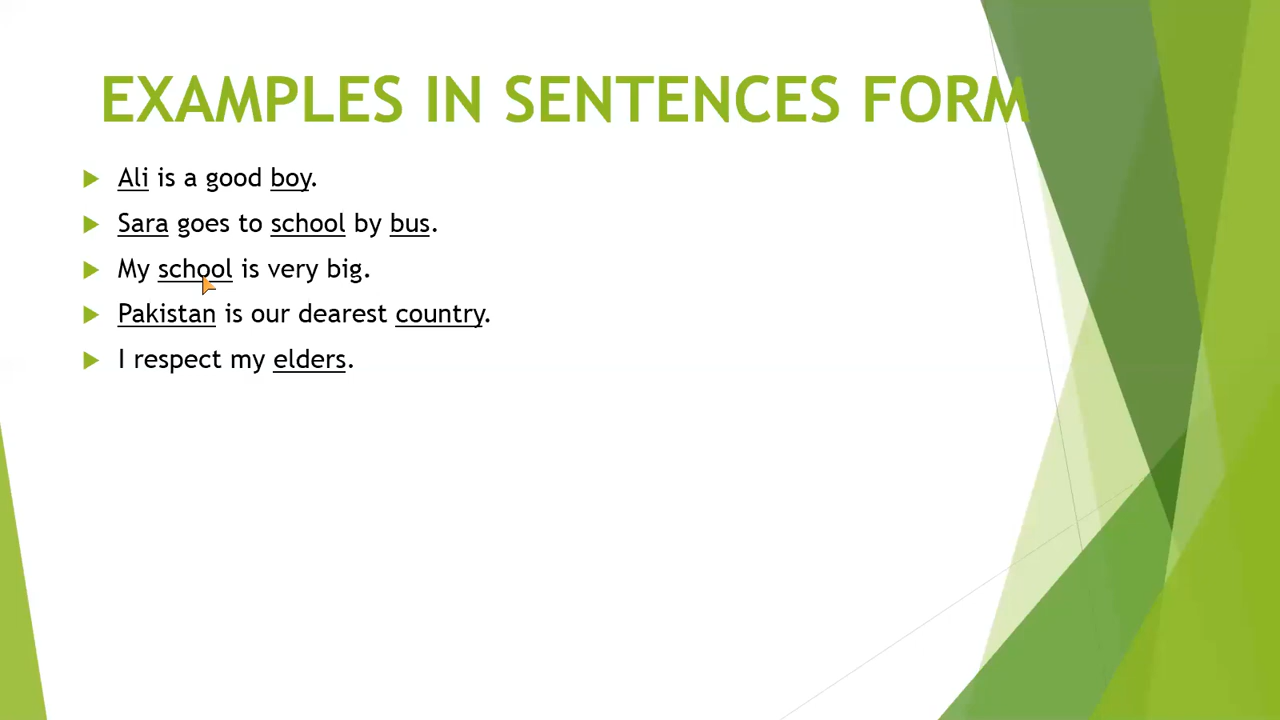 EXAMPLES IN SENTENCES FORM
Ali is a good boy.
Sara goes to school by bus.
My school is very big.
Pakistan is our dearest country.
I respect my elders.